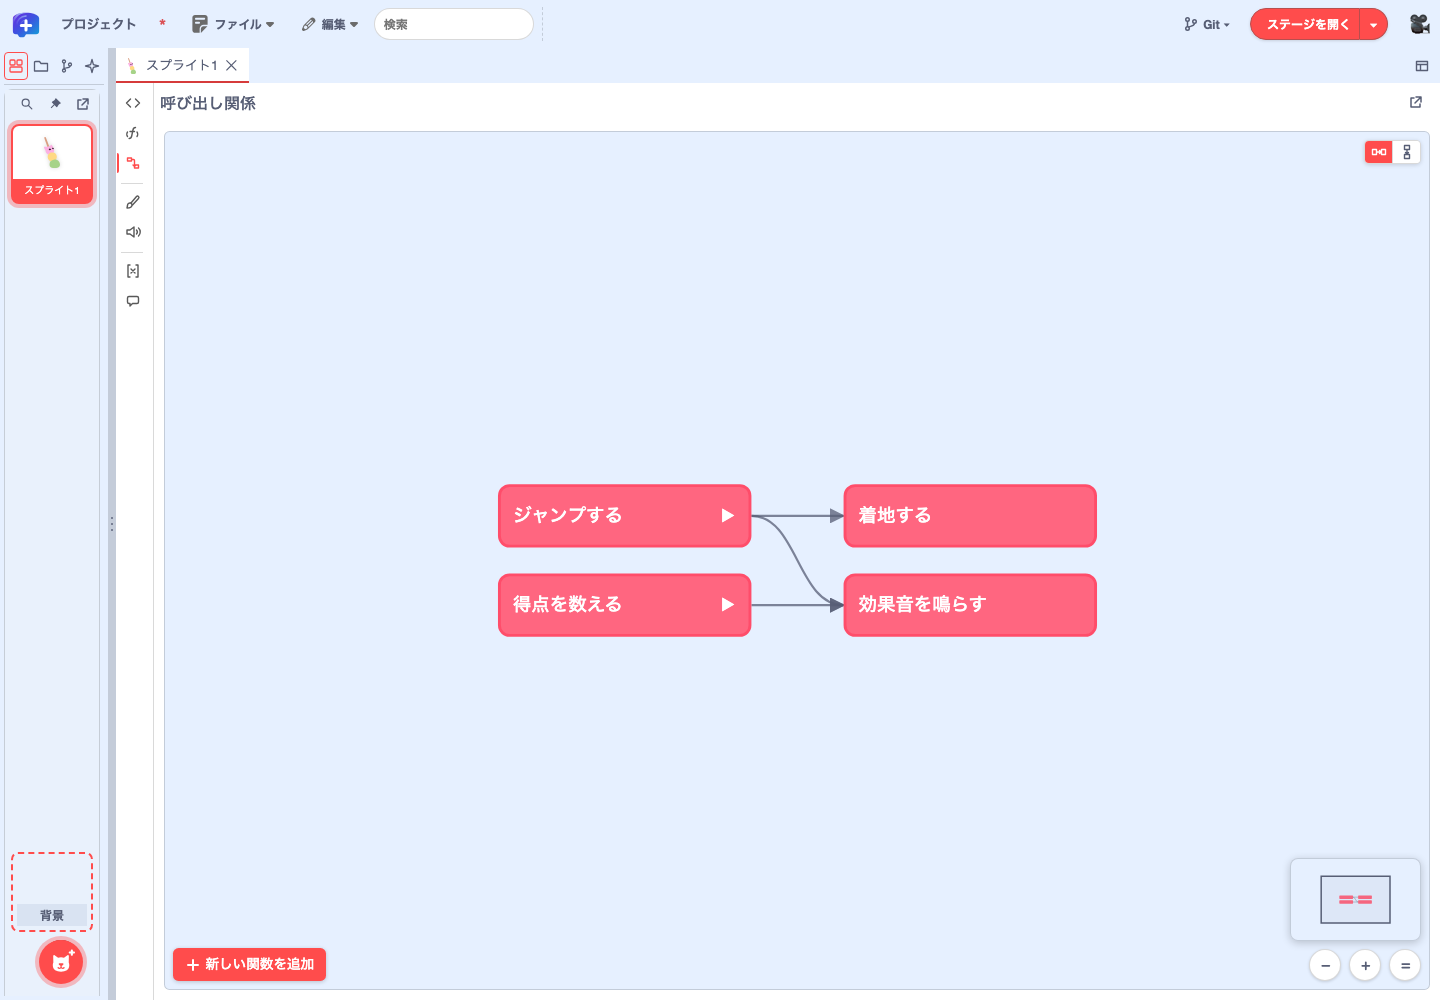 プロジェクト * ファイル 編集 検索 Git ステージを開く
スプライト1
呼び出し関係
スプライト1
ジャンプする 着地する
得点を数える 効果音を鳴らす
背景
新しい関数を追加